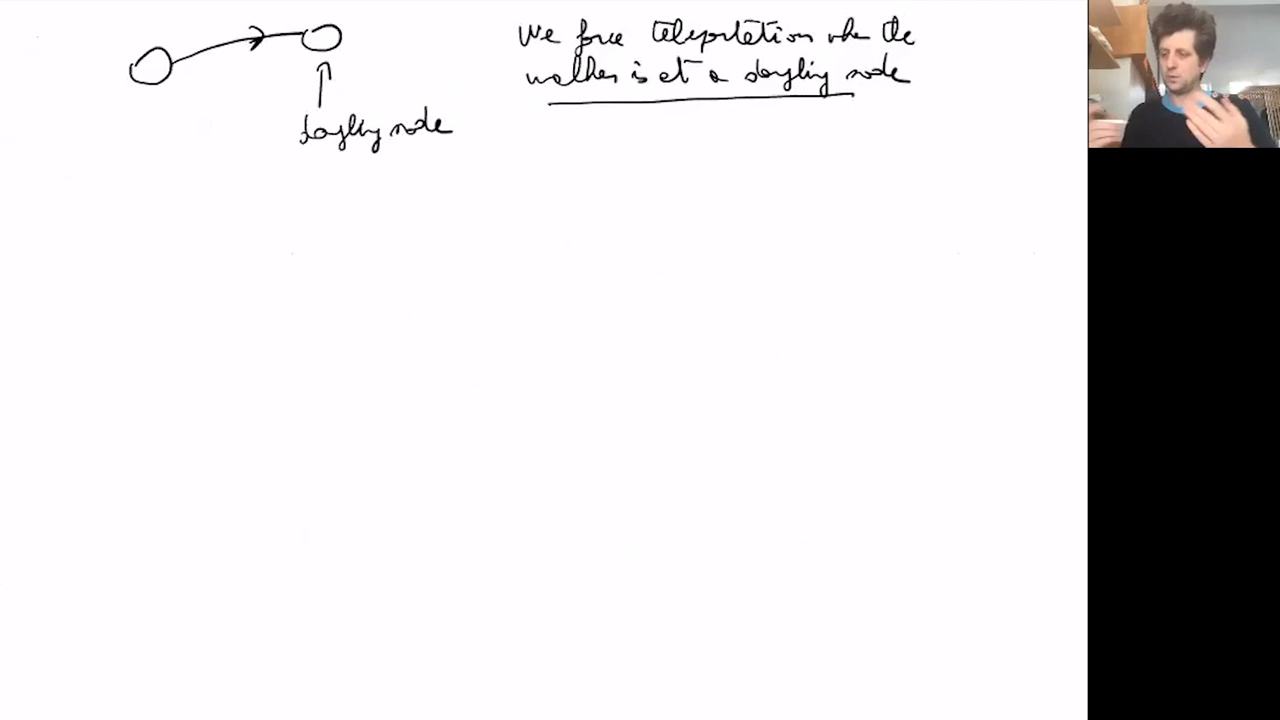 We force teleportation when the
walker is at a dangling node
dangling node